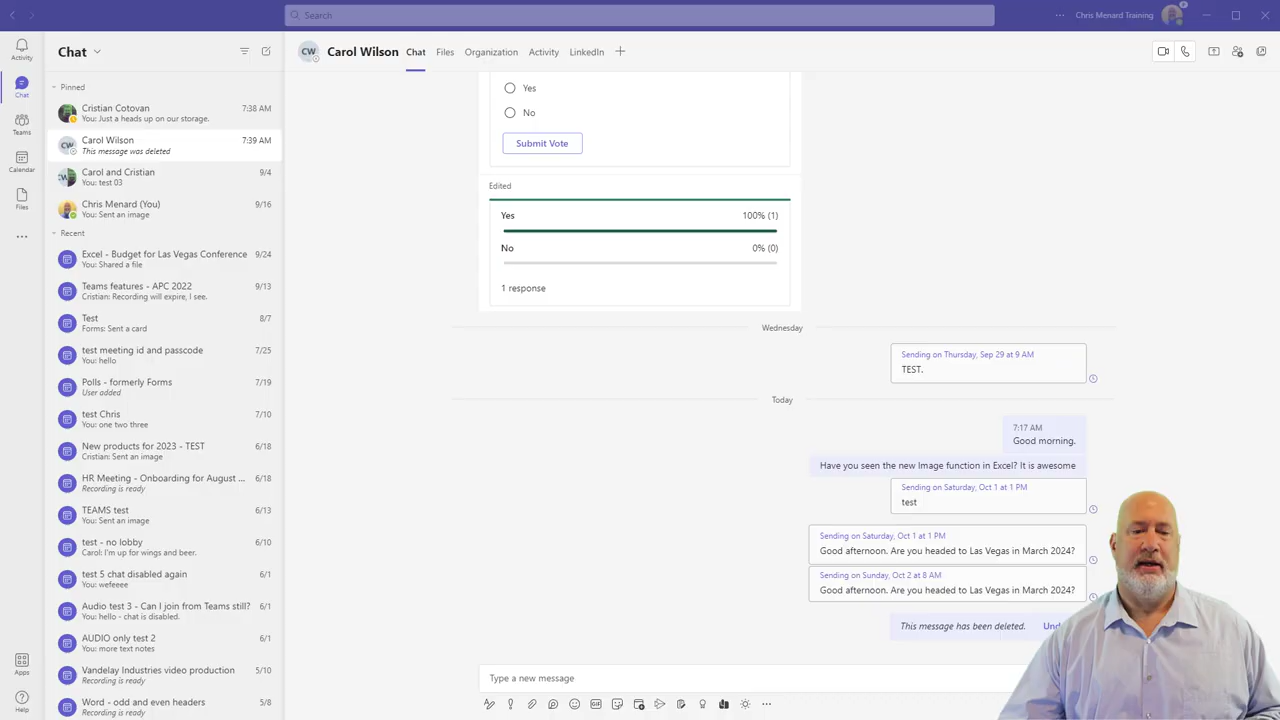 Search
Chris Menard Training
Activity
Chat
Teams
Calendar
Files
Apps
Help
Chat
Pinned
Cristian Cotovan 7:38 AM
You: Just a heads up on our storage.
CW
Carol Wilson 7:39 AM
This message was deleted
Carol and Cristian 9/4
You: test 03
Chris Menard (You) 9/16
You: Sent an image
Recent
Excel - Budget for Las Vegas Conference 9/24
You: Shared a file
Teams features - APC 2022 9/13
Cristian: Recording will expire, I see.
Test 8/7
Forms: Sent a card
test meeting id and passcode 7/25
You: hello
Polls - formerly Forms 7/19
User added
test Chris 7/10
You: one two three
New products for 2023 - TEST 6/18
Cristian: Sent an image
HR Meeting - Onboarding for August ... 6/18
Recording is ready
TEAMS test 6/13
You: Sent an image
test - no lobby 6/10
Carol: I'm up for wings and beer.
test 5 chat disabled again 6/1
You: wefeeee
Audio test 3 - Can I join from Teams still? 6/1
You: hello - chat is disabled.
AUDIO only test 2 6/1
You: more text notes
Vandelay Industries video production 5/10
Recording is ready
Word - odd and even headers 5/8
Recording is ready
CW Carol Wilson Chat Files Organization Activity LinkedIn
Yes
No
Submit Vote
Edited
Yes 100% (1)
No 0% (0)
1 response
Wednesday
Sending on Thursday, Sep 29 at 9 AM
TEST.
Today
7:17 AM
Good morning.
Have you seen the new Image function in Excel? It is awesome
Sending on Saturday, Oct 1 at 1 PM
test
Sending on Saturday, Oct 1 at 1 PM
Good afternoon. Are you headed to Las Vegas in March 2024?
Sending on Sunday, Oct 2 at 8 AM
Good afternoon. Are you headed to Las Vegas in March 2024?
This message has been deleted.
Type a new message
GIF